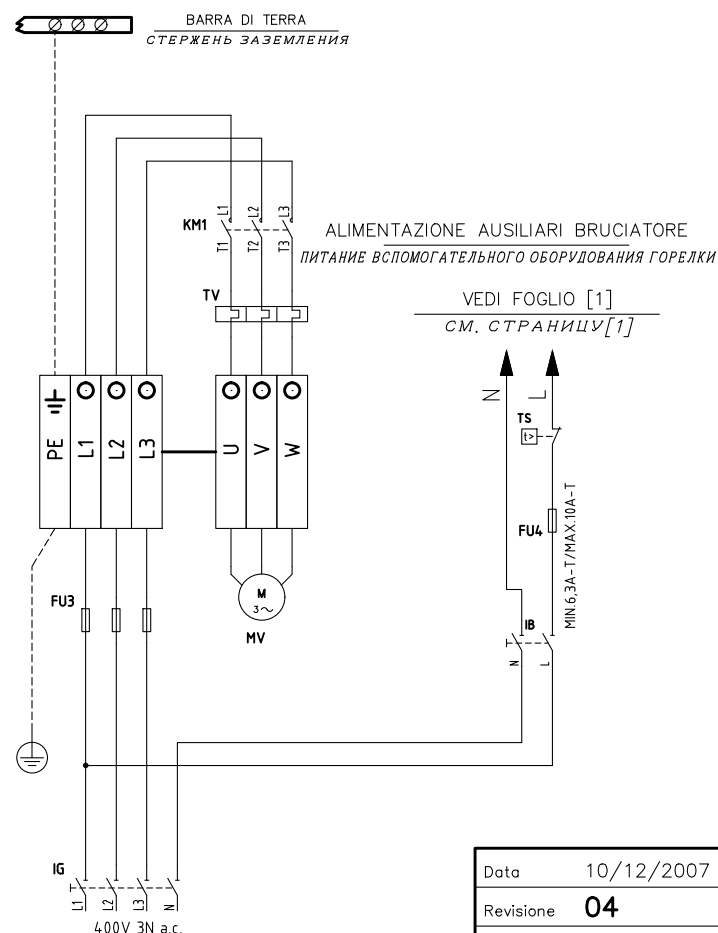 BARRA DI TERRA
СТЕРЖЕНЬ ЗАЗЕМЛЕНИЯ
KM1
L1 L2 L3
T1 T2 T3
ALIMENTAZIONE AUSILIARI BRUCIATORE
ПИТАНИЕ ВСПОМОГАТЕЛЬНОГО ОБОРУДОВАНИЯ ГОРЕЛКИ
TV
VEDI FOGLIO [1]
СМ. СТРАНИЦУ[1]
N L
TS
t>
PE L1 L2 L3 U V W
FU4
MIN.6,3A-T/MAX.10A-T
FU3
M
3~
MV
IB
N L
IG
L1 L2 L3 N
400V 3N a.c.
Data 10/12/2007
Revisione 04